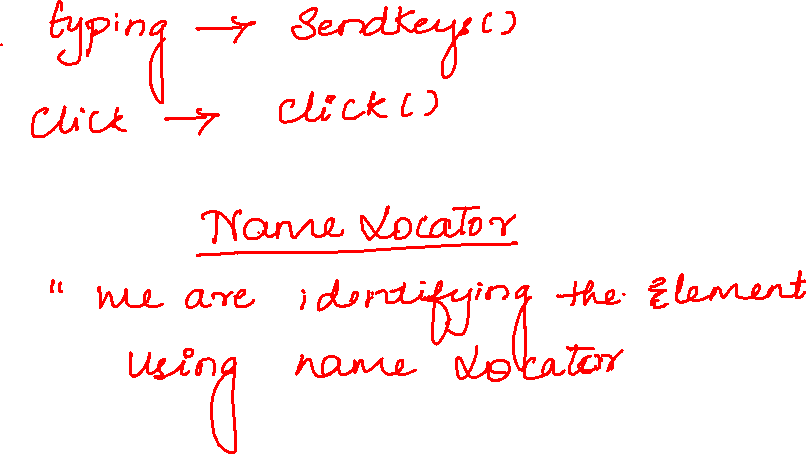 typing → Sendkeys()
Click → Click()
Name Locator
" we are identifying the Element
Using name Locator